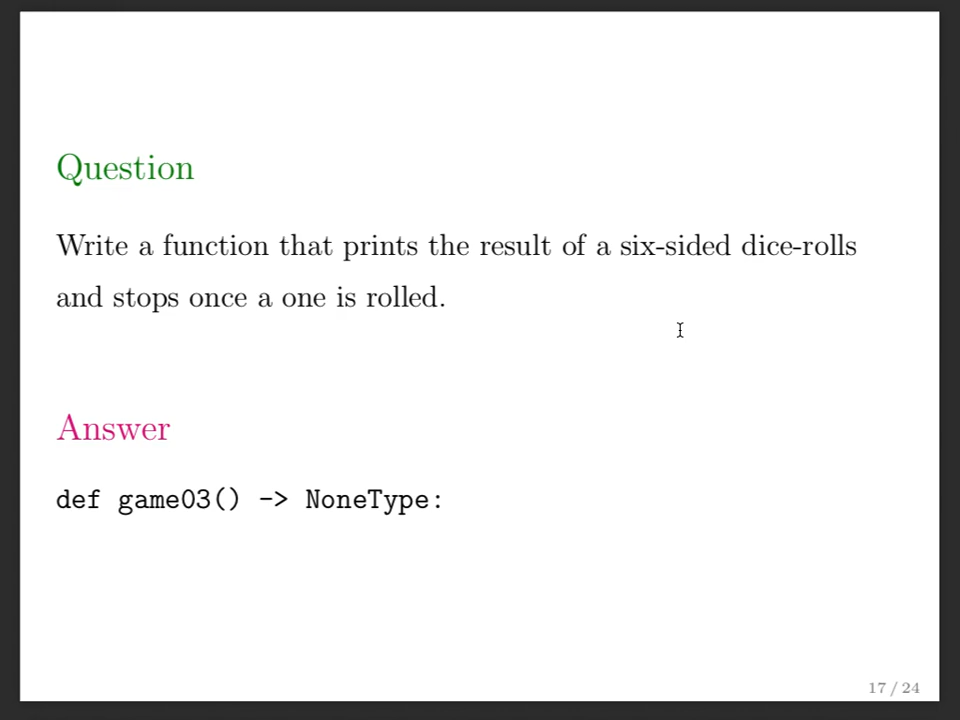 Question
Write a function that prints the result of a six-sided dice-rolls
and stops once a one is rolled.
Answer
def game03() -> NoneType:
17 / 24